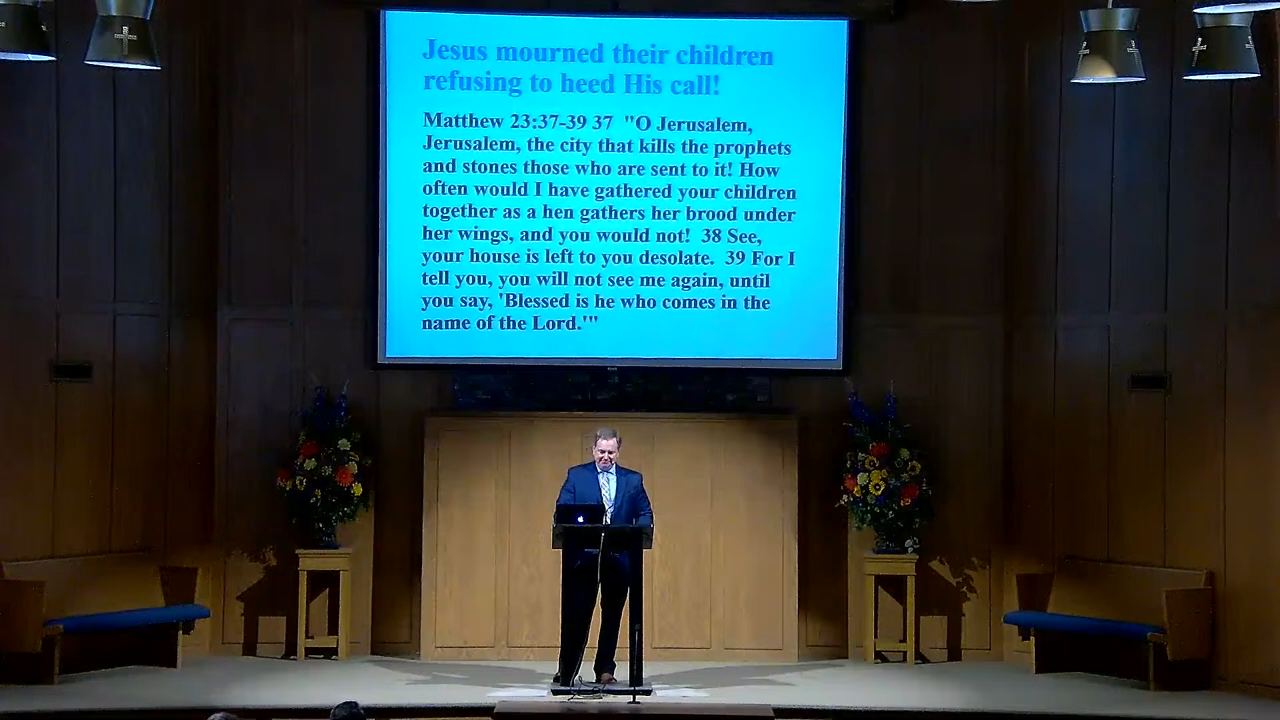 Jesus mourned their children
refusing to heed His call!
Matthew 23:37-39 37 "O Jerusalem,
Jerusalem, the city that kills the prophets
and stones those who are sent to it! How
often would I have gathered your children
together as a hen gathers her brood under
her wings, and you would not! 38 See,
your house is left to you desolate. 39 For I
tell you, you will not see me again, until
you say, 'Blessed is he who comes in the
name of the Lord.'"